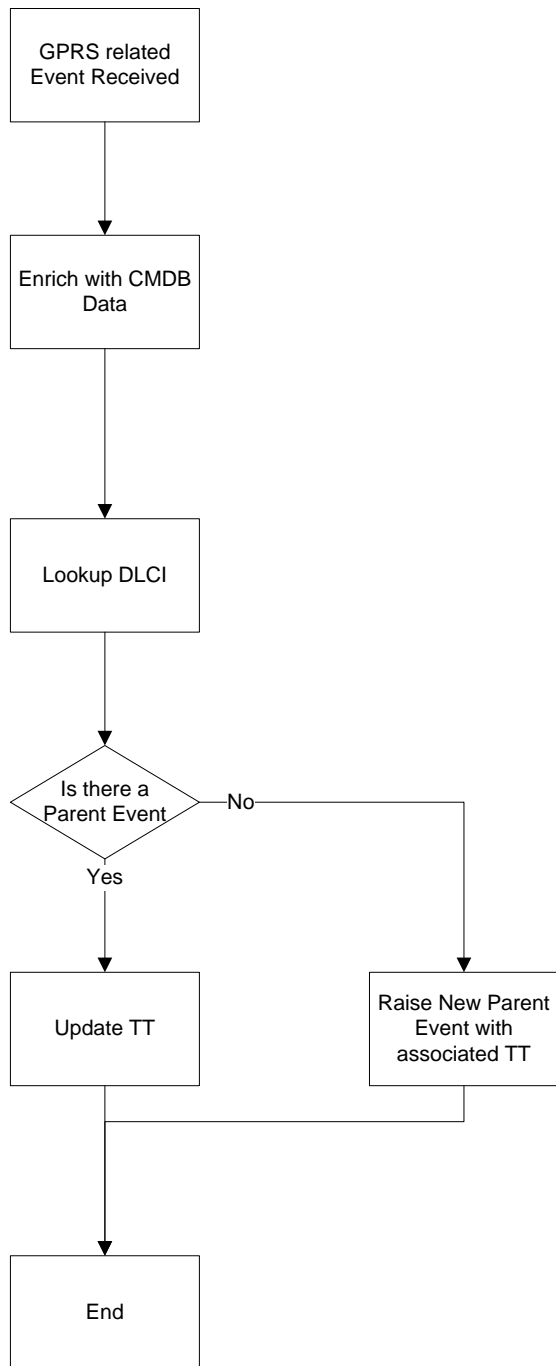 GPRS related
Event Received
Enrich with CMDB
Data
Lookup DLCI
Is there a
Parent Event
No
Yes
Update TT
Raise New Parent
Event with
associated TT
End